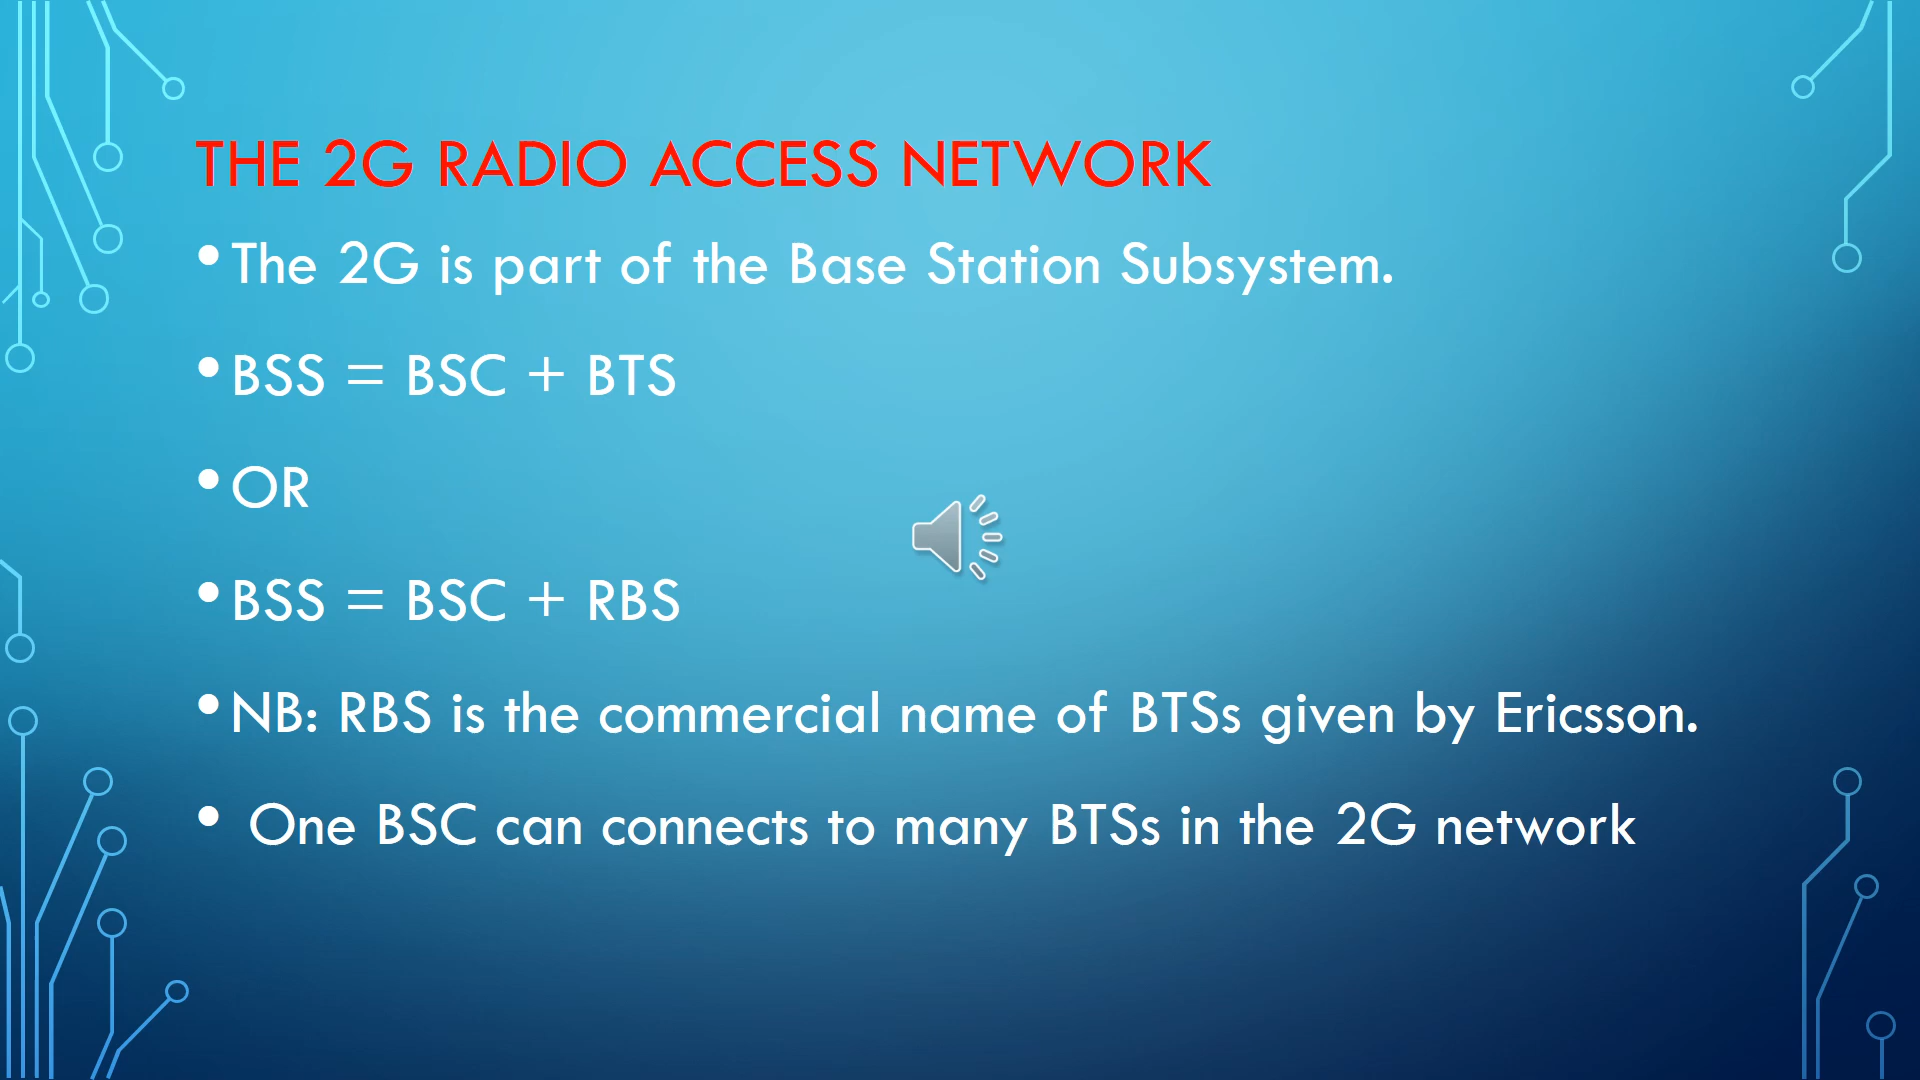 THE 2G RADIO ACCESS NETWORK
• The 2G is part of the Base Station Subsystem.
• BSS = BSC + BTS
• OR
• BSS = BSC + RBS
• NB: RBS is the commercial name of BTSs given by Ericsson.
• One BSC can connects to many BTSs in the 2G network